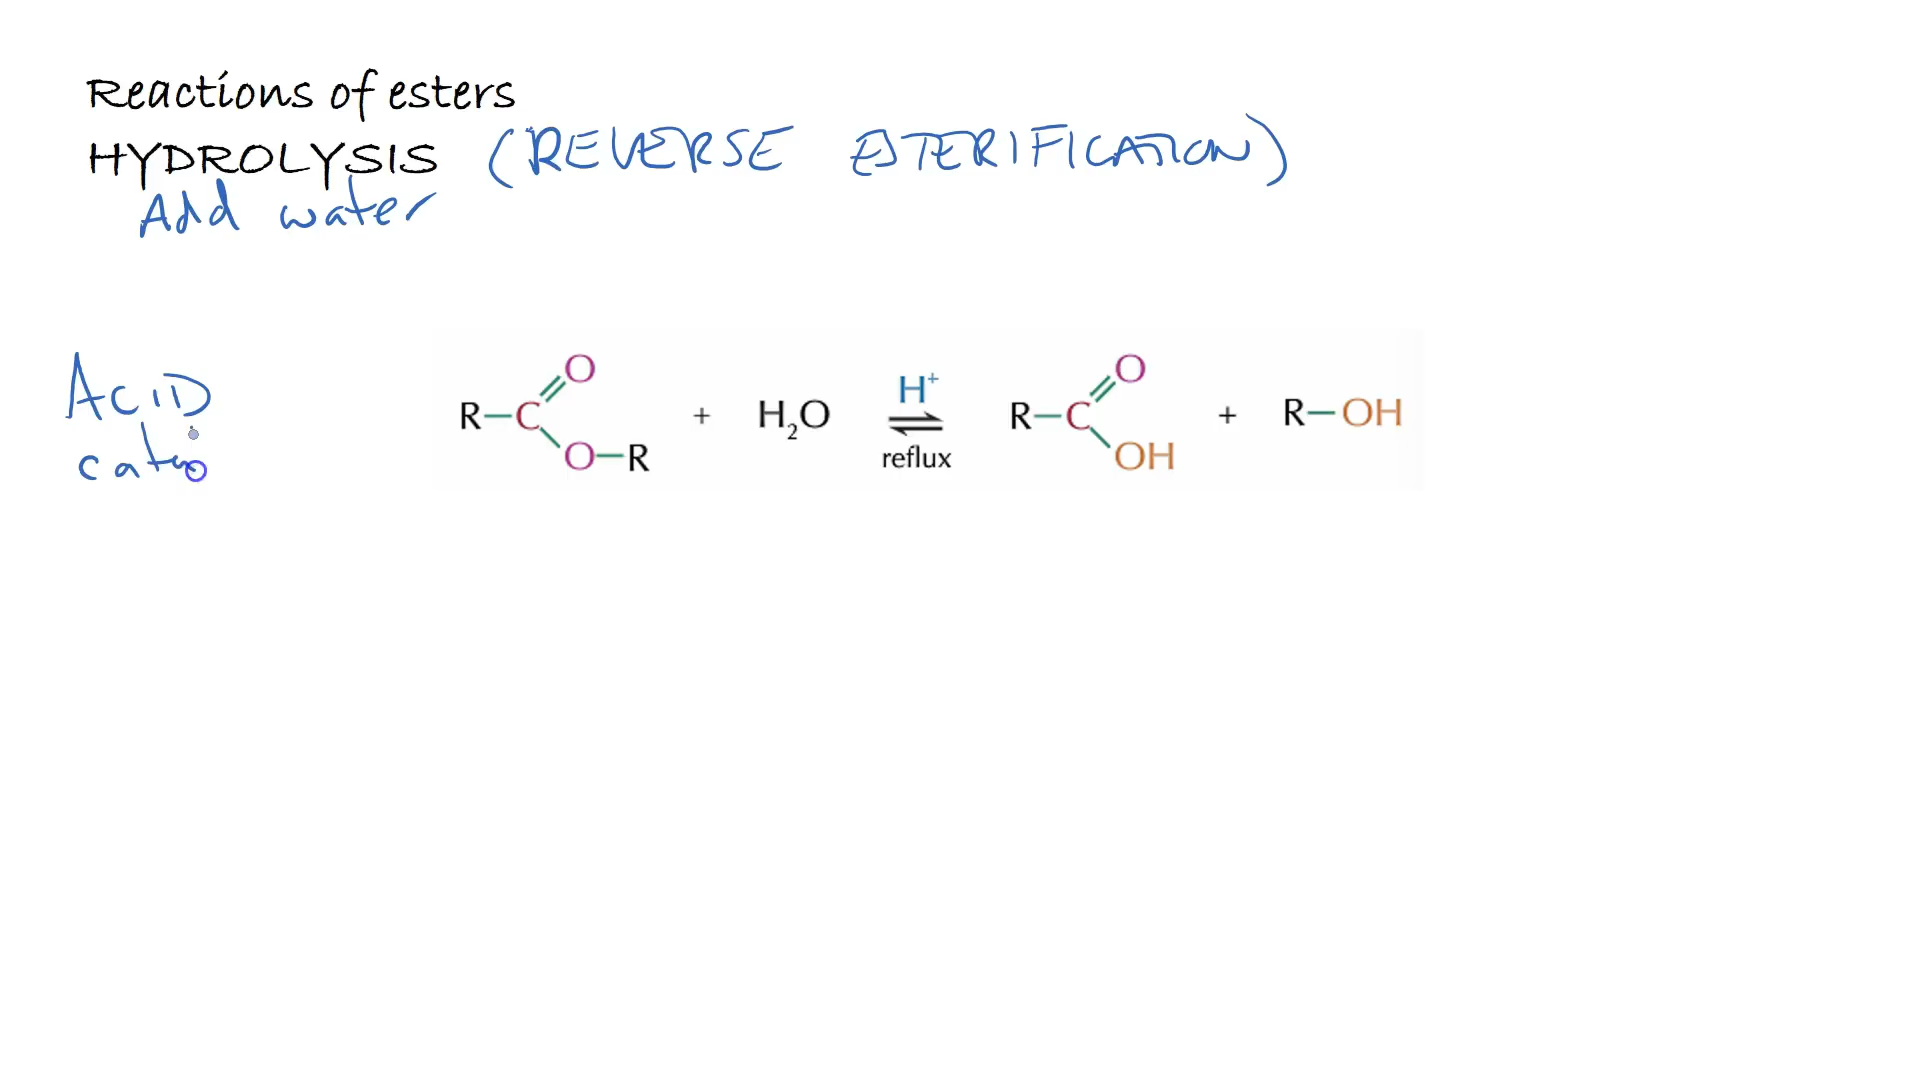 Reactions of esters
HYDROLYSIS (REVERSE ESTERIFICATION)
Add water
ACID
R–C(=O)–O–R + H₂O ⇌ R–C(=O)–OH + R–OH
H⁺
reflux